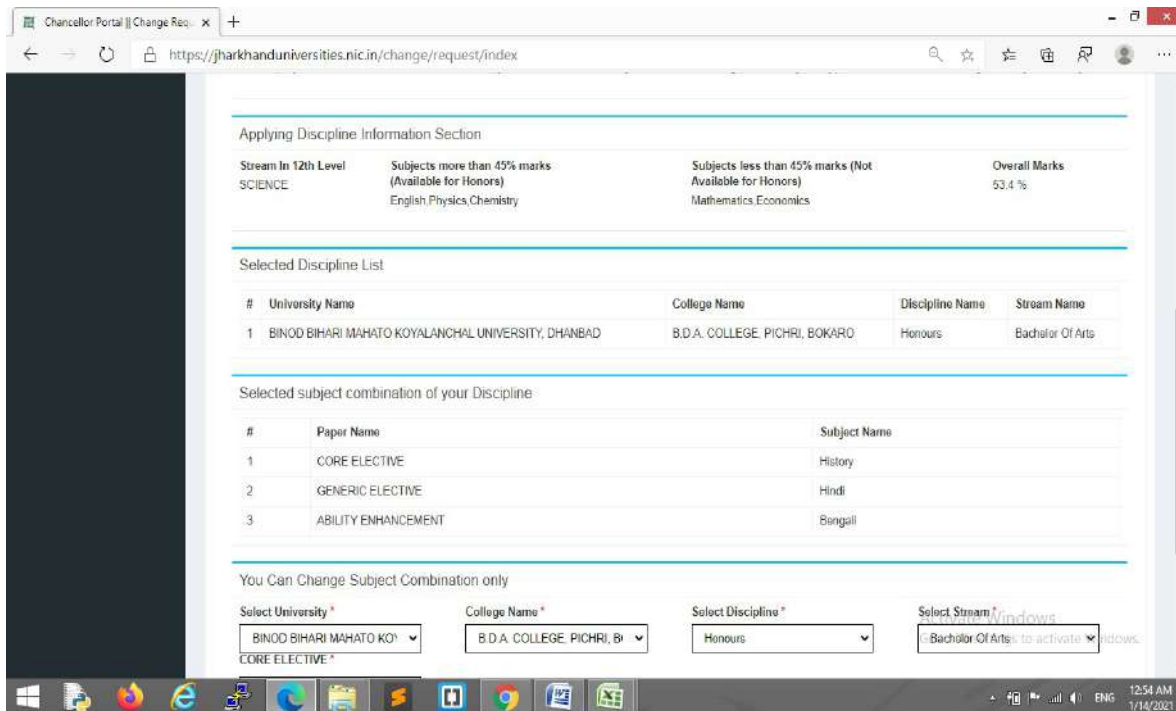 Chancellor Portal || Change Req
https://jharkhanduniversities.nic.in/change/request/index
Applying Discipline Information Section
Stream In 12th Level Subjects more than 45% marks Subjects less than 45% marks (Not Overall Marks
SCIENCE (Available for Honors) Available for Honors) 53.4 %
English,Physics,Chemistry Mathematics,Economics
Selected Discipline List
# University Name College Name Discipline Name Stream Name
1 BINOD BIHARI MAHATO KOYALANCHAL UNIVERSITY, DHANBAD B.D.A. COLLEGE, PICHRI, BOKARO Honours Bachelor Of Arts
Selected subject combination of your Discipline
# Paper Name Subject Name
1 CORE ELECTIVE History
2 GENERIC ELECTIVE Hindi
3 ABILITY ENHANCEMENT Bengali
You Can Change Subject Combination only
Select University * College Name * Select Discipline * Select Stream *
Activate Windows
BINOD BIHARI MAHATO KO B.D.A. COLLEGE, PICHRI, B Honours Bachelor Of Arts
to activate
CORE ELECTIVE *
ENG 12:54 AM
1/14/2021